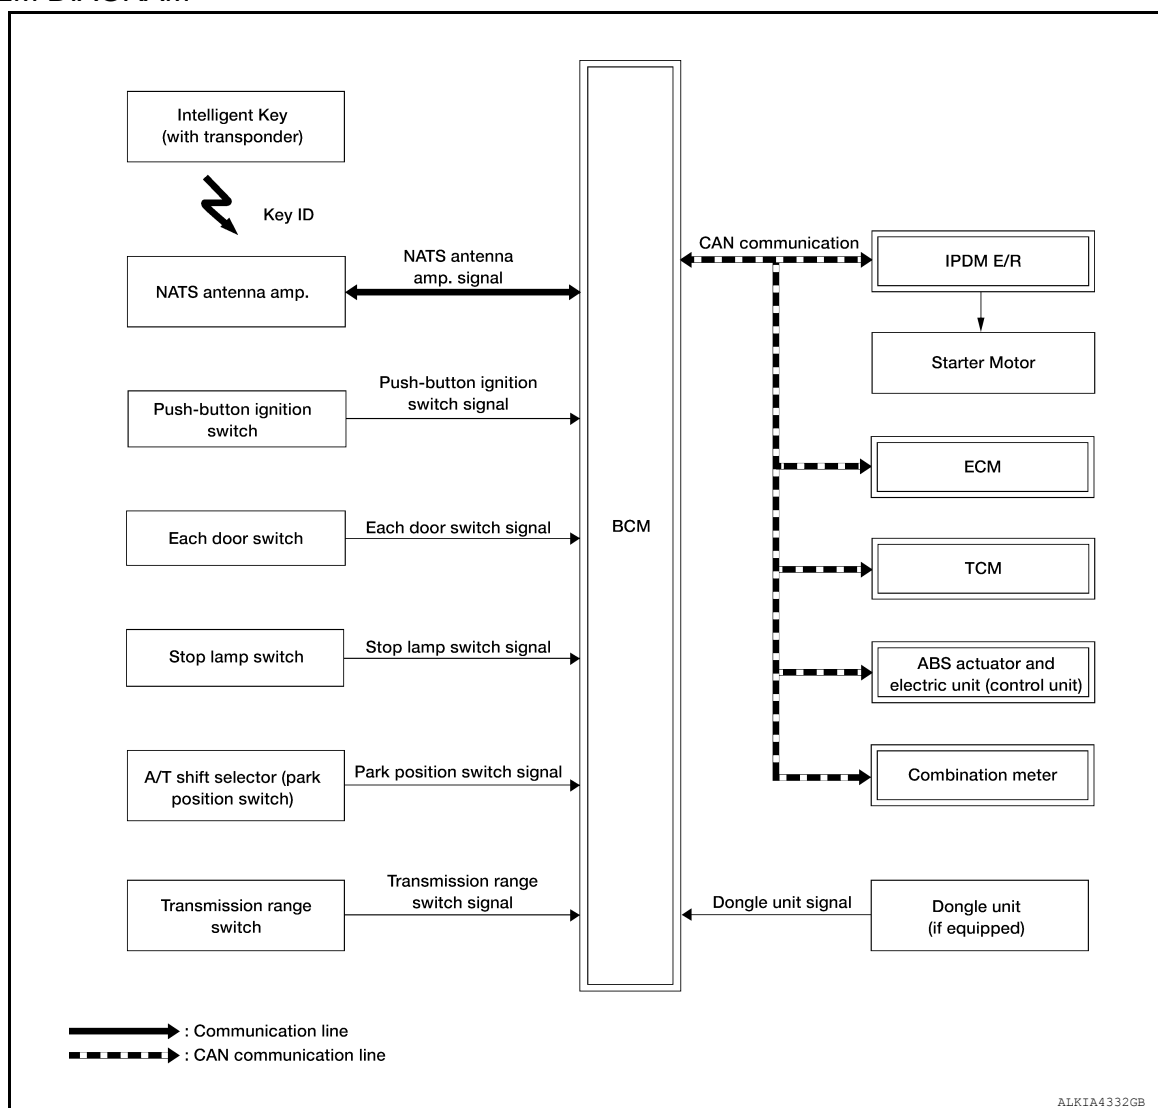 Intelligent Key
(with transponder)
Key ID
NATS antenna amp.
NATS antenna
amp. signal
Push-button ignition
switch
Push-button ignition
switch signal
Each door switch
Each door switch signal
Stop lamp switch
Stop lamp switch signal
A/T shift selector (park
position switch)
Park position switch signal
Transmission range
switch
Transmission range
switch signal
BCM
CAN communication
IPDM E/R
Starter Motor
ECM
TCM
ABS actuator and
electric unit (control unit)
Combination meter
Dongle unit signal
Dongle unit
(if equipped)
: Communication line
: CAN communication line
ALKIA4332GB